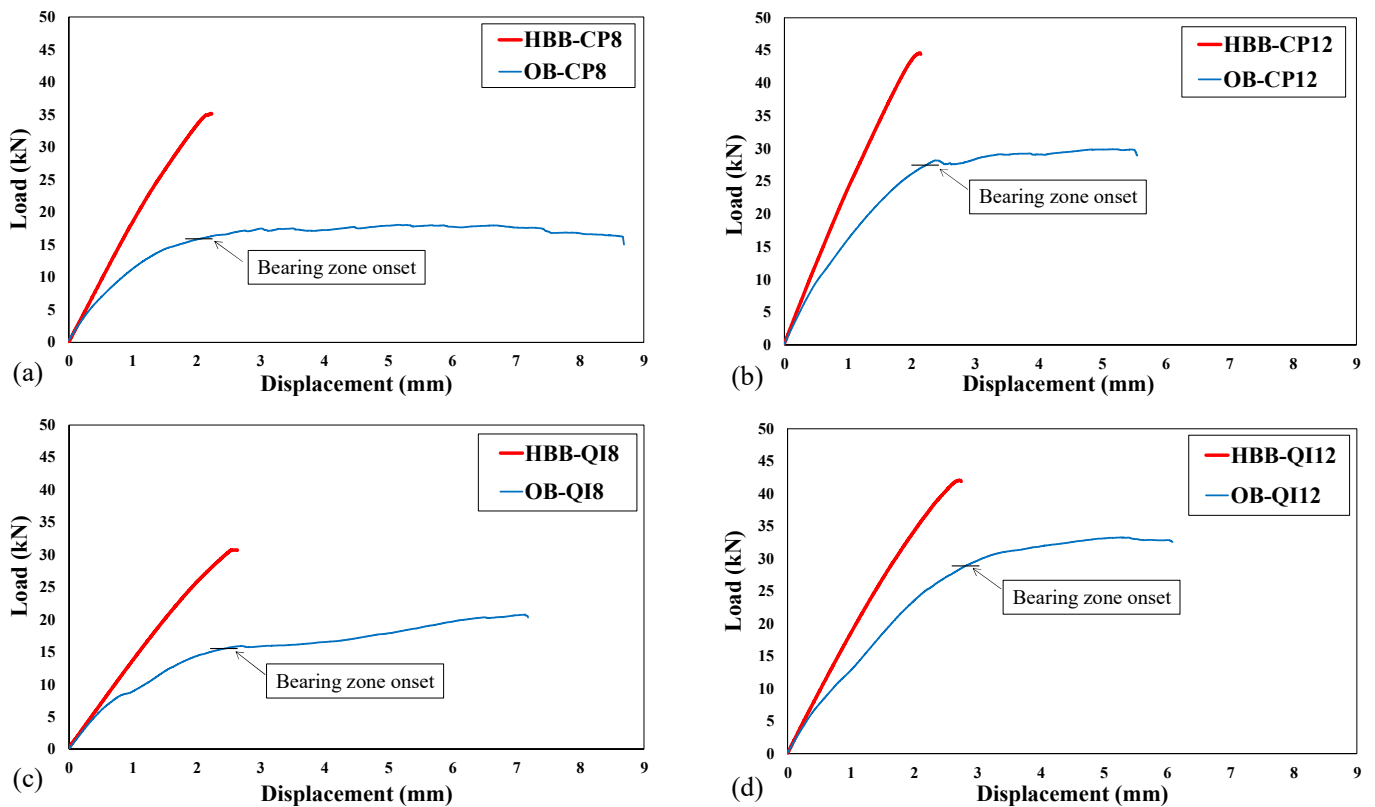 50
45
40
35
30
25
20
15
10
5
0
Load (kN)
HBB-CP8
OB-CP8
Bearing zone onset
0 1 2 3 4 5 6 7 8 9
Displacement (mm)
(a)
50
45
40
35
30
25
20
15
10
5
0
Load (kN)
HBB-CP12
OB-CP12
Bearing zone onset
0 1 2 3 4 5 6 7 8 9
Displacement (mm)
(b)
50
45
40
35
30
25
20
15
10
5
0
Load (kN)
HBB-QI8
OB-QI8
Bearing zone onset
0 1 2 3 4 5 6 7 8 9
Displacement (mm)
(c)
50
45
40
35
30
25
20
15
10
5
0
Load (kN)
HBB-QI12
OB-QI12
Bearing zone onset
0 1 2 3 4 5 6 7 8 9
Displacement (mm)
(d)